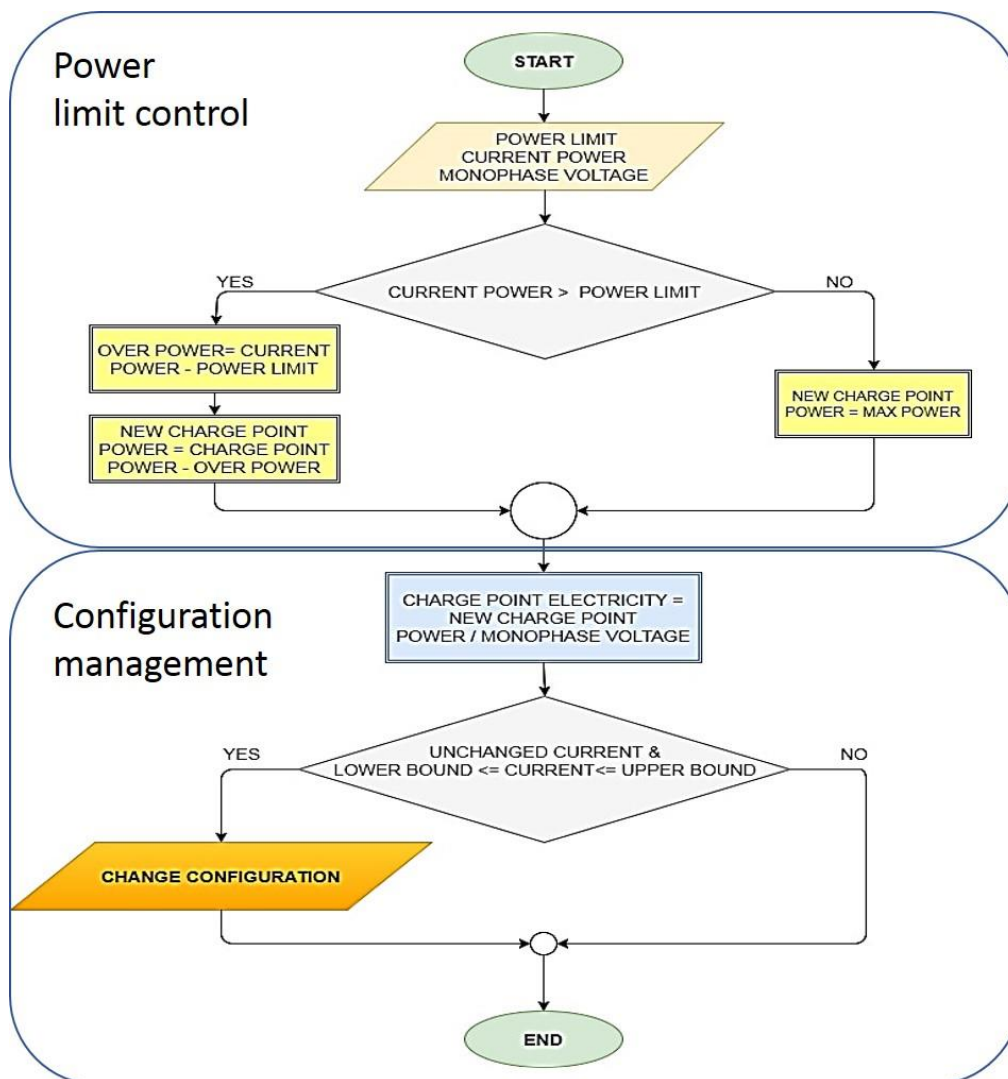 Power
limit control
START
POWER LIMIT
CURRENT POWER
MONOPHASE VOLTAGE
CURRENT POWER > POWER LIMIT
YES
NO
OVER POWER= CURRENT
POWER - POWER LIMIT
NEW CHARGE POINT
POWER = CHARGE POINT
POWER - OVER POWER
NEW CHARGE POINT
POWER = MAX POWER
Configuration
management
CHARGE POINT ELECTRICITY =
NEW CHARGE POINT
POWER / MONOPHASE VOLTAGE
UNCHANGED CURRENT &
LOWER BOUND <= CURRENT<= UPPER BOUND
YES
NO
CHANGE CONFIGURATION
END